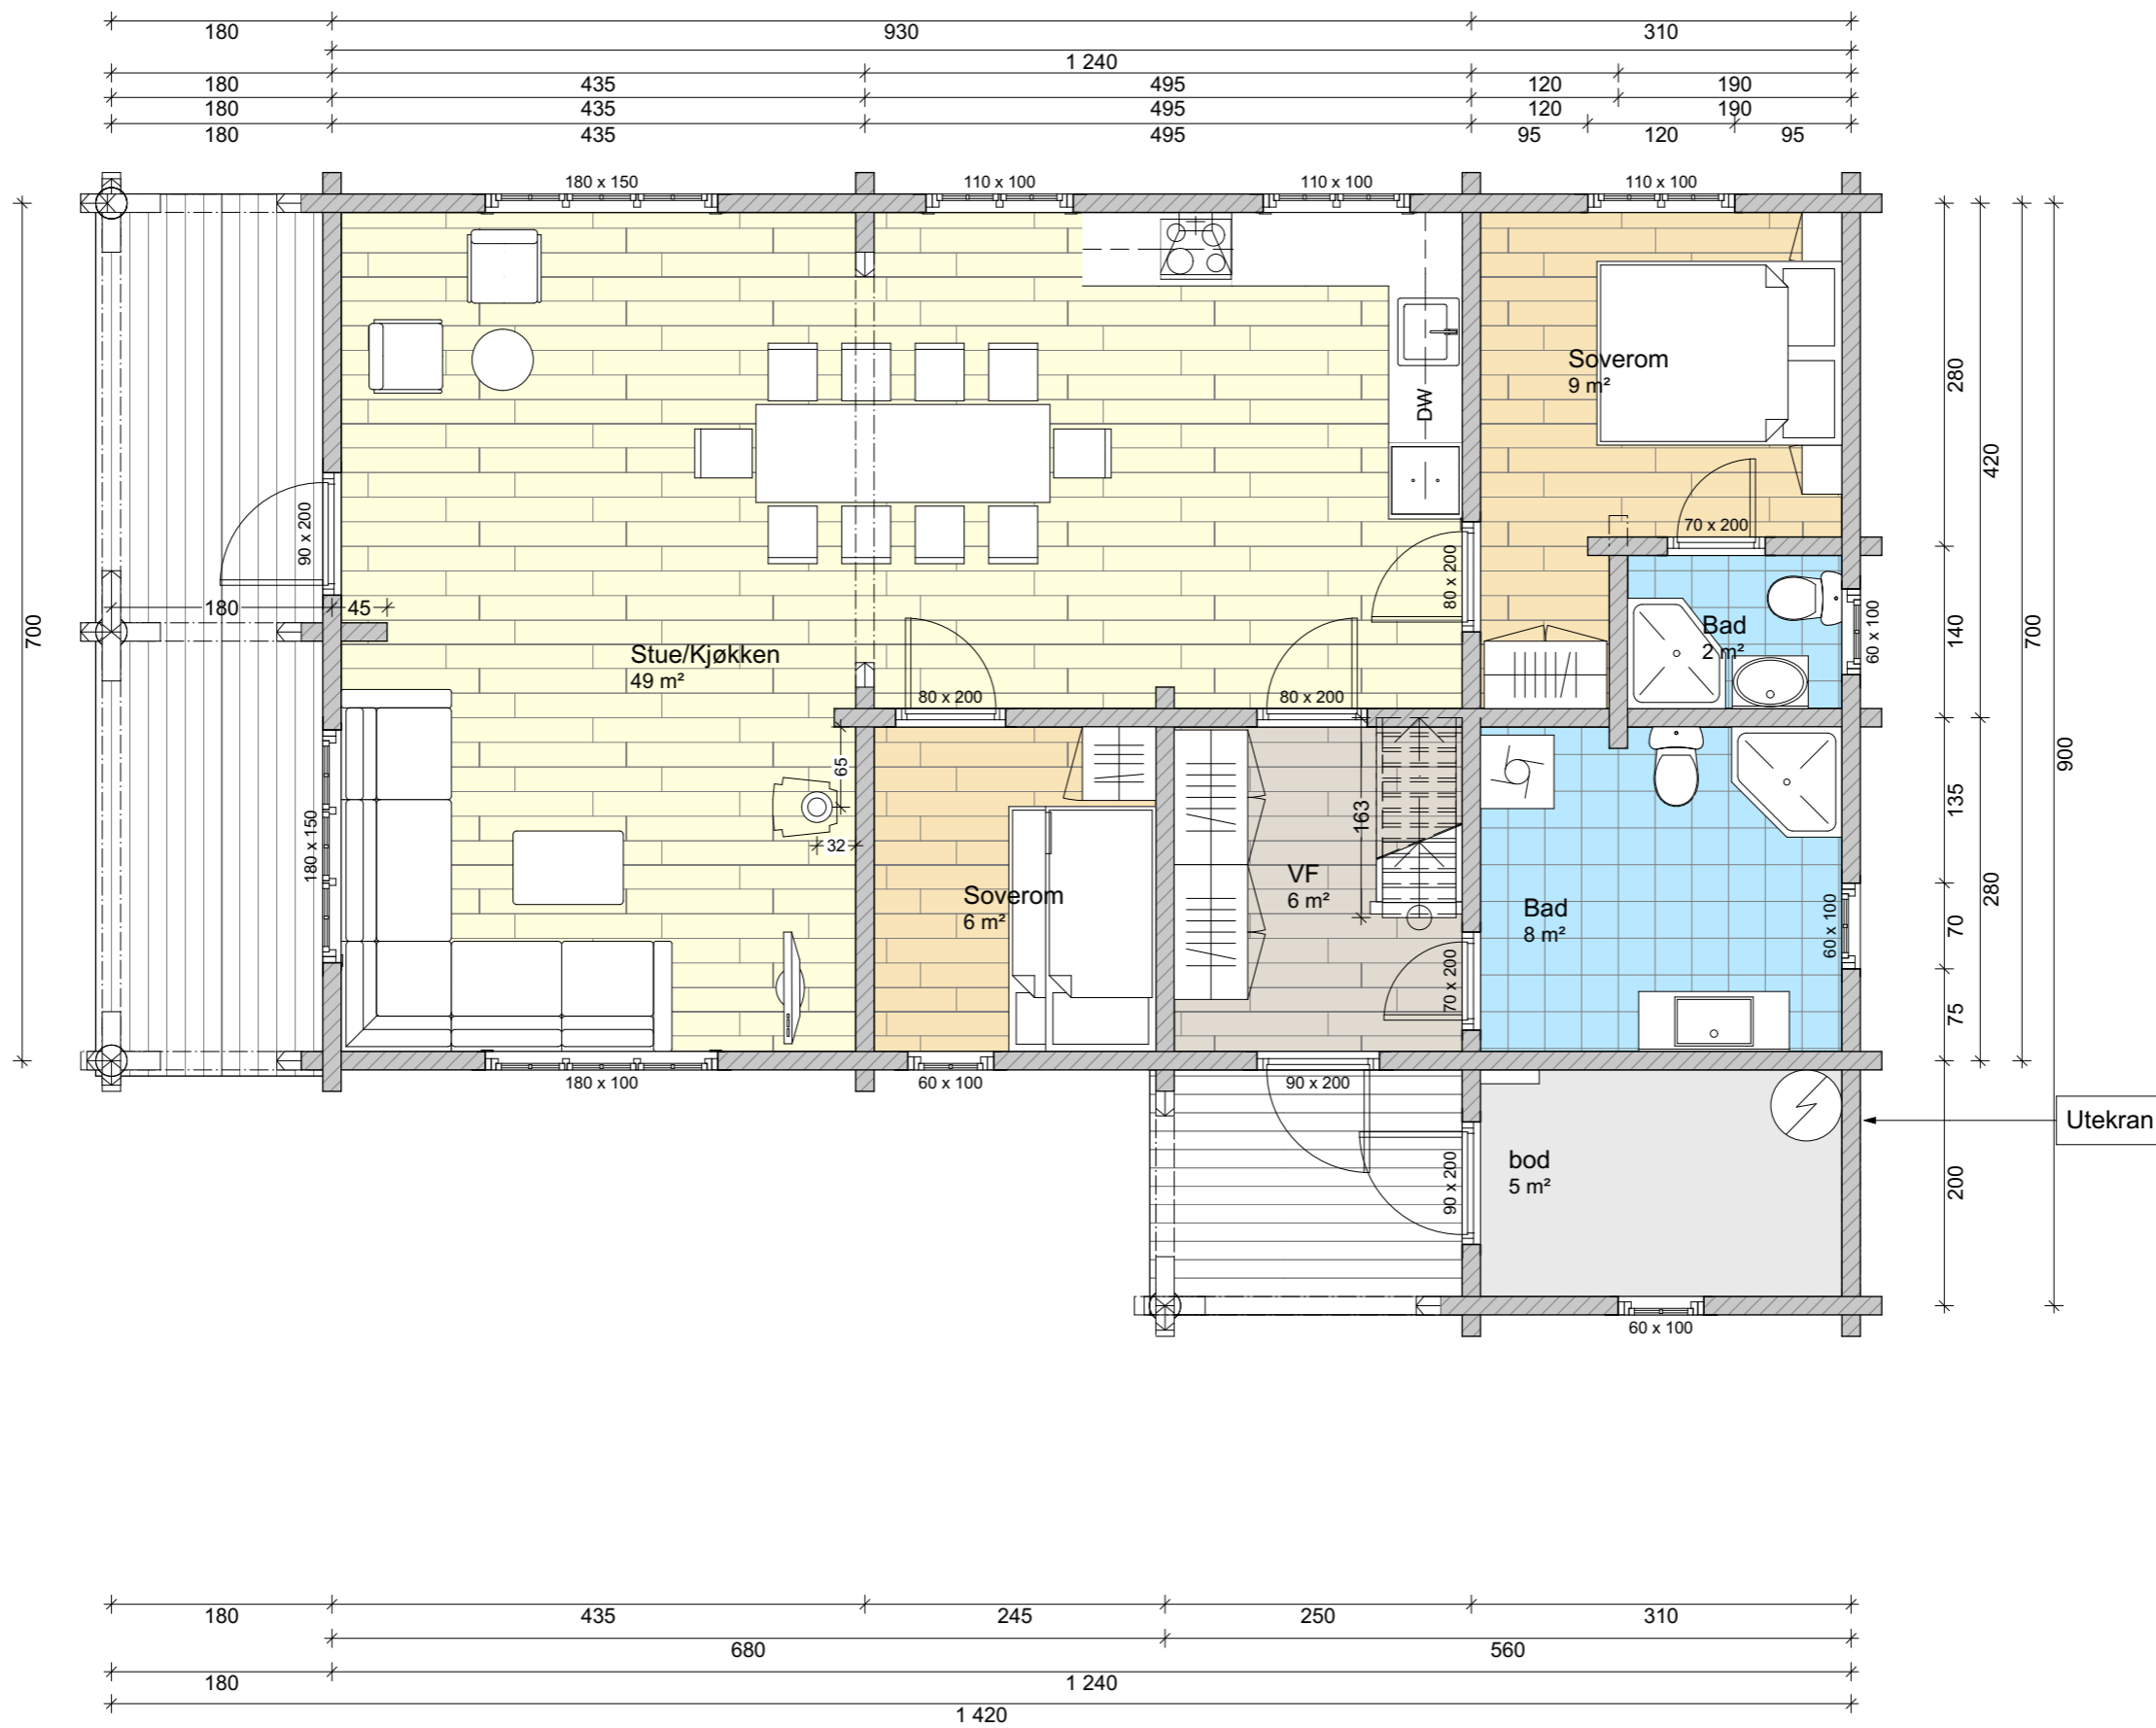 180 930 310
1 240
180 435 495 120 190
180 435 495 120 190
180 435 495 95 120 95
180 x 150 110 x 100 110 x 100 110 x 100
Soverom
9 m²
280
DW
420
90 x 200
70 x 200
80 x 200
180 45
700
Stue/Kjøkken
49 m²
Bad
2 m²
60 x 100
140
700
80 x 200 80 x 200
900
65
135
163
180 x 150
32
VF
6 m²
Soverom
6 m²
Bad
8 m²
60 x 100
70
280
70 x 200
75
180 x 100 60 x 100 90 x 200
Utekran
bod
5 m²
90 x 200
200
60 x 100
180 435 245 250 310
680 560
180 1 240
1 420